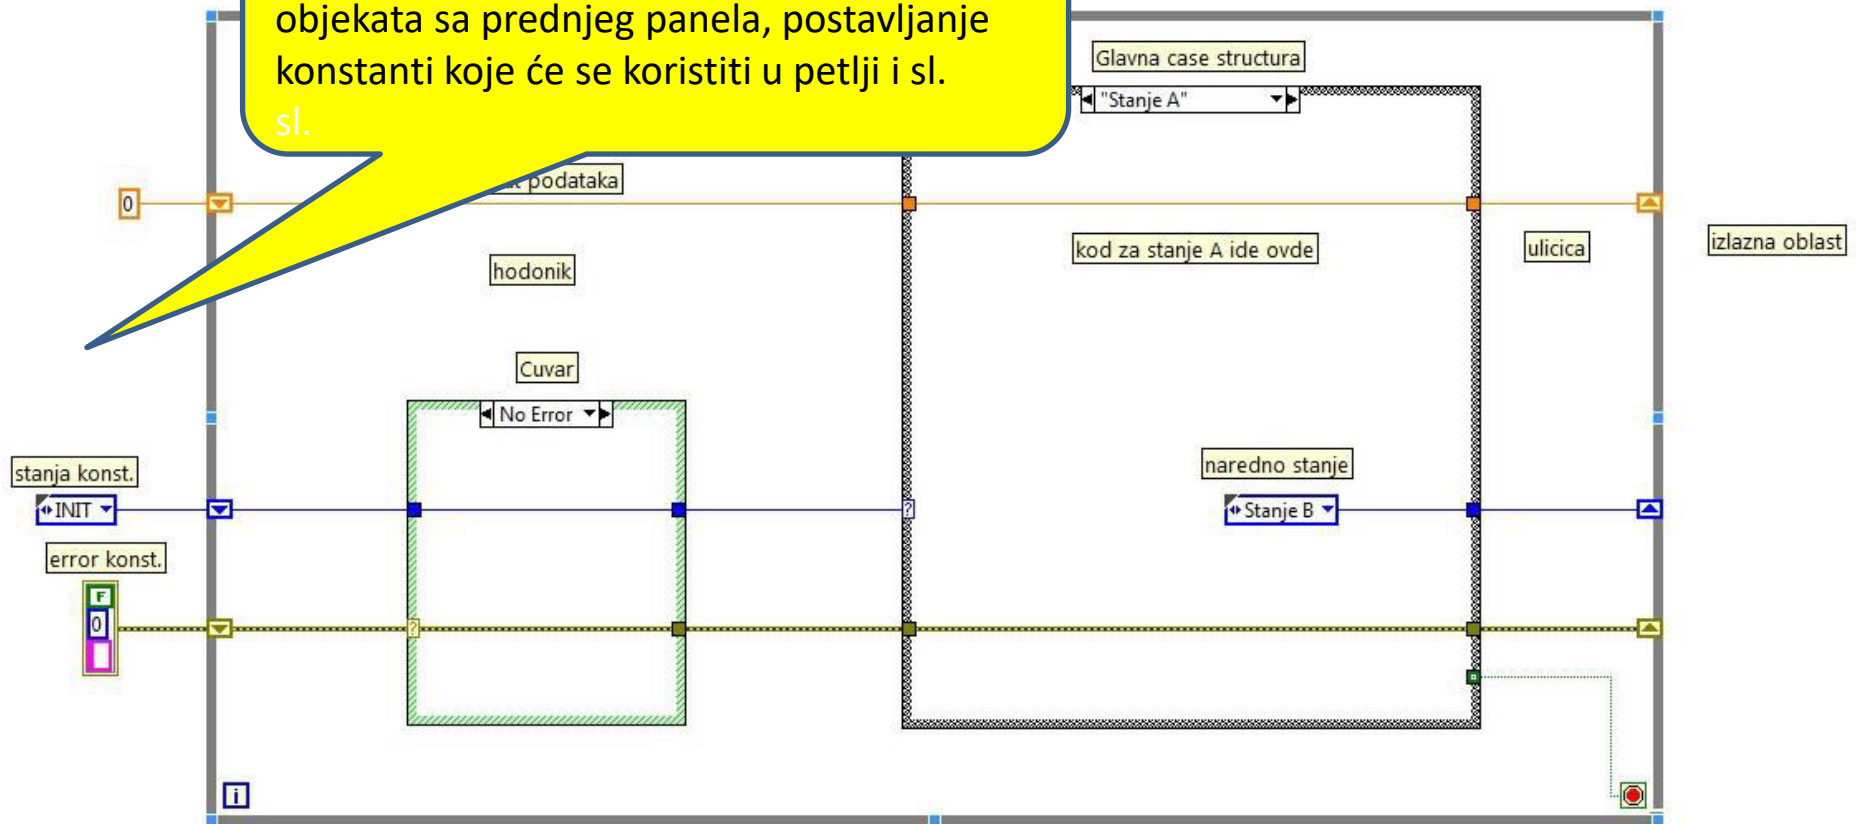 objekata sa prednjeg panela, postavljanje
konstanti koje će se koristiti u petlji i sl.
sl.
Glavna case structura
"Stanje A"
podataka
0
kod za stanje A ide ovde
ulicica
izlazna oblast
hodonik
Cuvar
No Error
stanja konst.
INIT
naredno stanje
Stanje B
error konst.
F
0
?
?
i